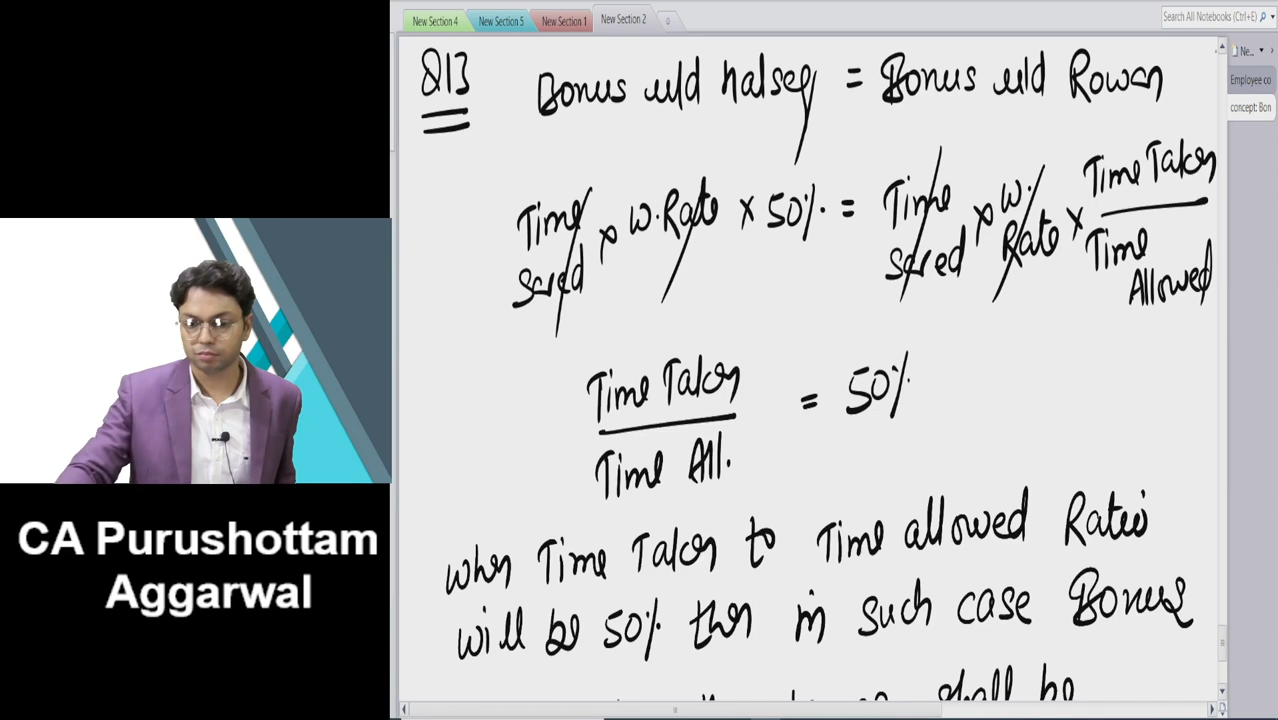 New Section 4
New Section 5
New Section 1
New Section 2
Search All Notebooks (Ctrl+E)
Ne...
Employee co
concept: Bon
Q13
Bonus u/d halsey = Bonus u/d Rowan
Time Saved × W. Rate × 50% = Time Saved × W. Rate × Time Taken / Time Allowed
Time Taken / Time All. = 50%
when Time Taken to Time allowed Ratio
will be 50% then in such case Bonus
shall be
CA Purushottam
Aggarwal